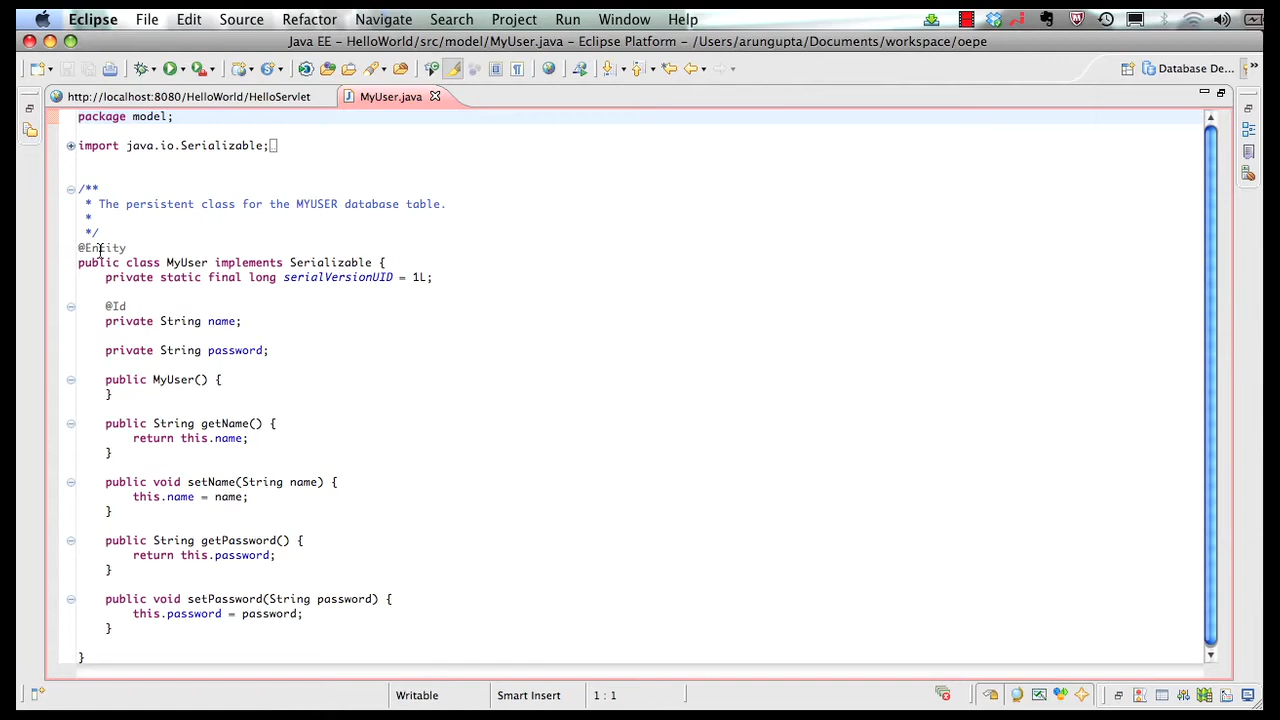 Eclipse File Edit Source Refactor Navigate Search Project Run Window Help
Java EE - HelloWorld/src/model/MyUser.java - Eclipse Platform - /Users/arungupta/Documents/workspace/oepe
Database De...
http://localhost:8080/HelloWorld/HelloServlet MyUser.java
package model;
import java.io.Serializable;
/**
* The persistent class for the MYUSER database table.
*
*/
@Entity
public class MyUser implements Serializable {
private static final long serialVersionUID = 1L;
@Id
private String name;
private String password;
public MyUser() {
}
public String getName() {
return this.name;
}
public void setName(String name) {
this.name = name;
}
public String getPassword() {
return this.password;
}
public void setPassword(String password) {
this.password = password;
}
}
Writable Smart Insert 1 : 1